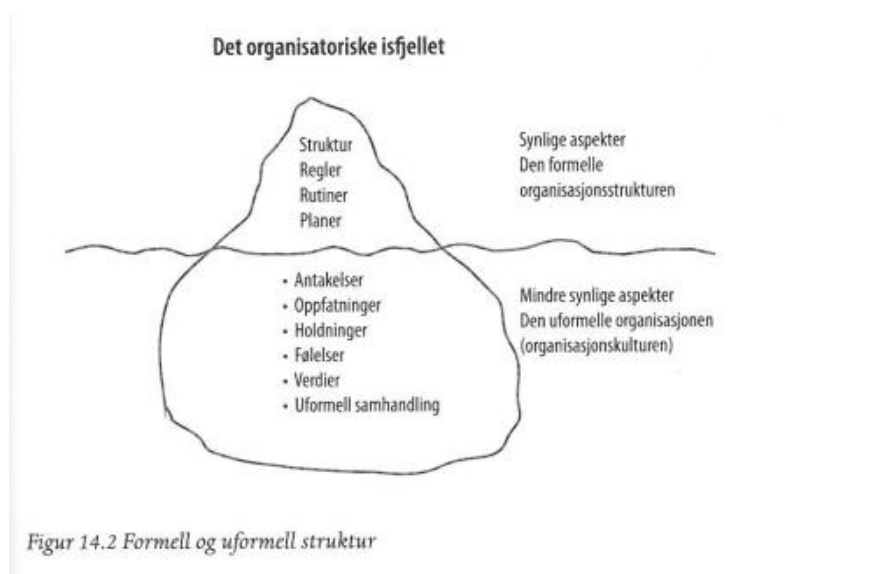 Det organisatoriske isfjellet
Struktur
Regler
Rutiner
Planer
Synlige aspekter
Den formelle
organisasjonsstrukturen
• Antakelser
• Oppfatninger
• Holdninger
• Følelser
• Verdier
• Uformell samhandling
Mindre synlige aspekter
Den uformelle organisasjonen
(organisasjonskulturen)
Figur 14.2 Formell og uformell struktur